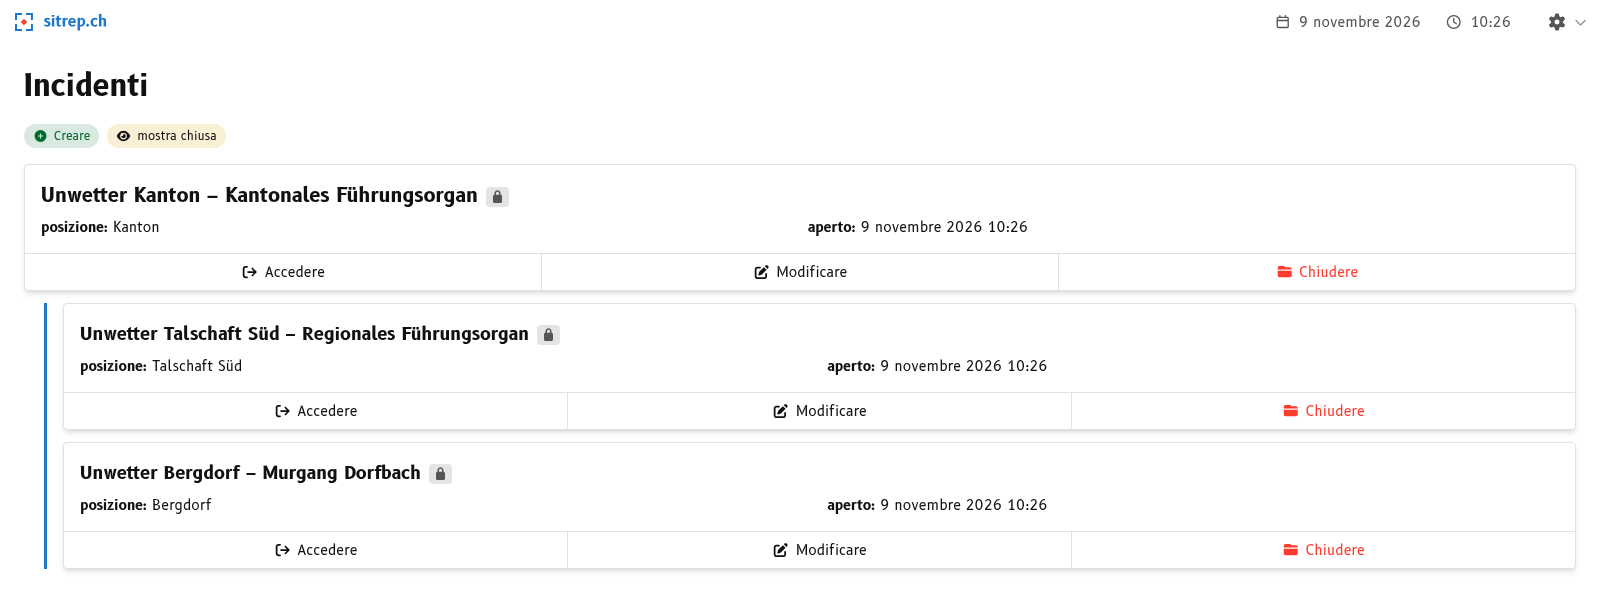 sitrep.ch
9 novembre 2026 10:26
Incidenti
Creare mostra chiusa
Unwetter Kanton – Kantonales Führungsorgan
posizione: Kanton aperto: 9 novembre 2026 10:26
Accedere Modificare Chiudere
Unwetter Talschaft Süd – Regionales Führungsorgan
posizione: Talschaft Süd aperto: 9 novembre 2026 10:26
Accedere Modificare Chiudere
Unwetter Bergdorf – Murgang Dorfbach
posizione: Bergdorf aperto: 9 novembre 2026 10:26
Accedere Modificare Chiudere